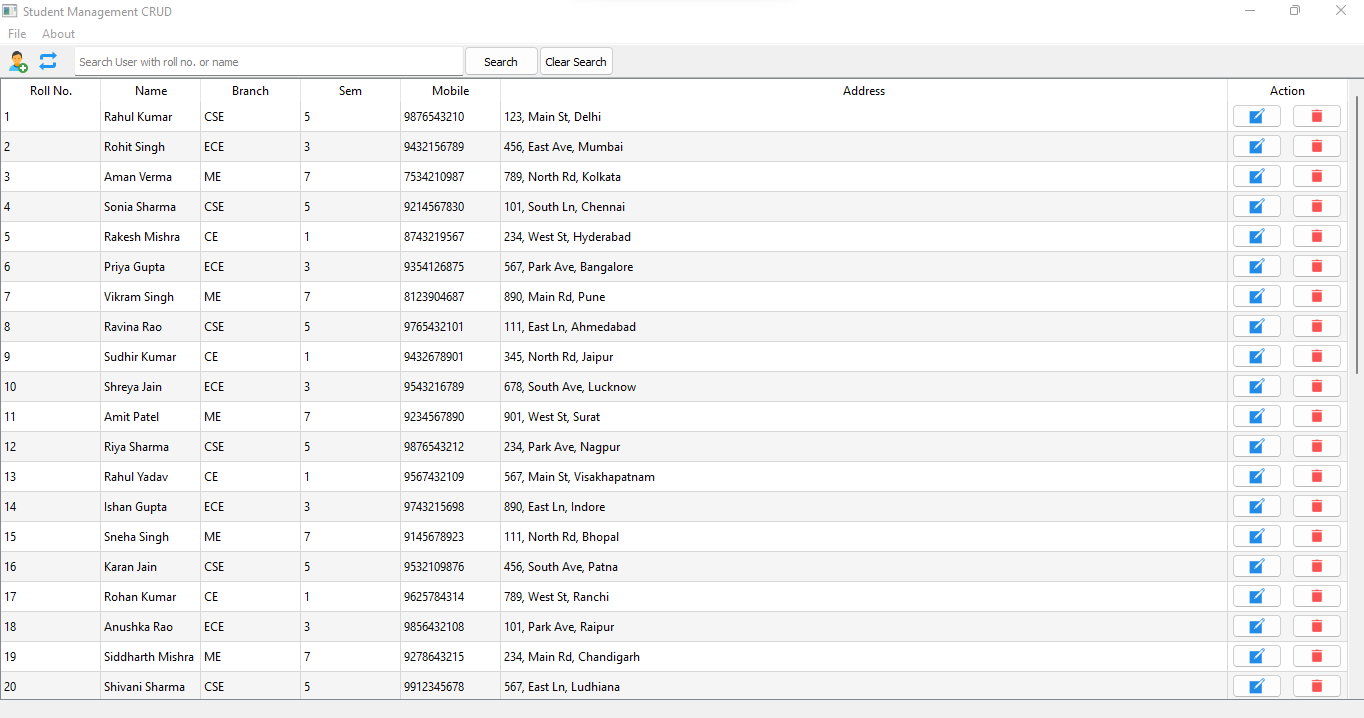 Student Management CRUD
File About
Search User with roll no. or name Search Clear Search
Roll No. Name Branch Sem Mobile Address Action
1 Rahul Kumar CSE 5 9876543210 123, Main St, Delhi
2 Rohit Singh ECE 3 9432156789 456, East Ave, Mumbai
3 Aman Verma ME 7 7534210987 789, North Rd, Kolkata
4 Sonia Sharma CSE 5 9214567830 101, South Ln, Chennai
5 Rakesh Mishra CE 1 8743219567 234, West St, Hyderabad
6 Priya Gupta ECE 3 9354126875 567, Park Ave, Bangalore
7 Vikram Singh ME 7 8123904687 890, Main Rd, Pune
8 Ravina Rao CSE 5 9765432101 111, East Ln, Ahmedabad
9 Sudhir Kumar CE 1 9432678901 345, North Rd, Jaipur
10 Shreya Jain ECE 3 9543216789 678, South Ave, Lucknow
11 Amit Patel ME 7 9234567890 901, West St, Surat
12 Riya Sharma CSE 5 9876543212 234, Park Ave, Nagpur
13 Rahul Yadav CE 1 9567432109 567, Main St, Visakhapatnam
14 Ishan Gupta ECE 3 9743215698 890, East Ln, Indore
15 Sneha Singh ME 7 9145678923 111, North Rd, Bhopal
16 Karan Jain CSE 5 9532109876 456, South Ave, Patna
17 Rohan Kumar CE 1 9625784314 789, West St, Ranchi
18 Anushka Rao ECE 3 9856432108 101, Park Ave, Raipur
19 Siddharth Mishra ME 7 9278643215 234, Main Rd, Chandigarh
20 Shivani Sharma CSE 5 9912345678 567, East Ln, Ludhiana